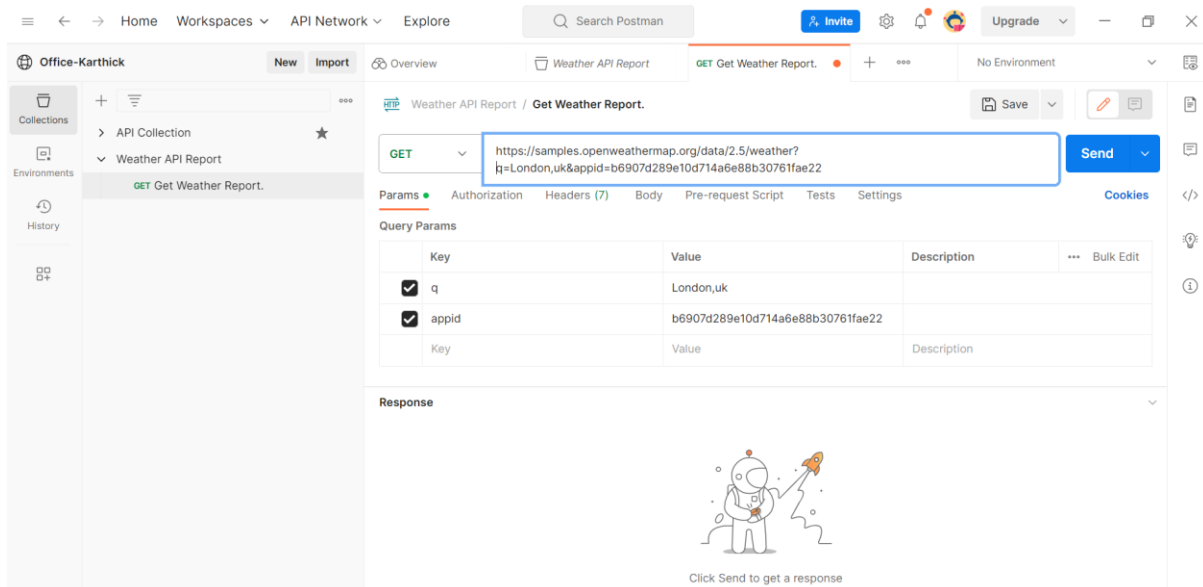 Home Workspaces API Network Explore Search Postman Invite Upgrade
Office-Karthick New Import Overview Weather API Report GET Get Weather Report. No Environment
Collections
Environments
History
API Collection
Weather API Report
GET Get Weather Report.
HTTP Weather API Report / Get Weather Report. Save
GET https://samples.openweathermap.org/data/2.5/weather?
q=London,uk&appid=b6907d289e10d714a6e88b30761fae22
Send
Params Authorization Headers (7) Body Pre-request Script Tests Settings Cookies
Query Params
Key Value Description Bulk Edit
q London,uk
appid b6907d289e10d714a6e88b30761fae22
Key Value Description
Response
Click Send to get a response